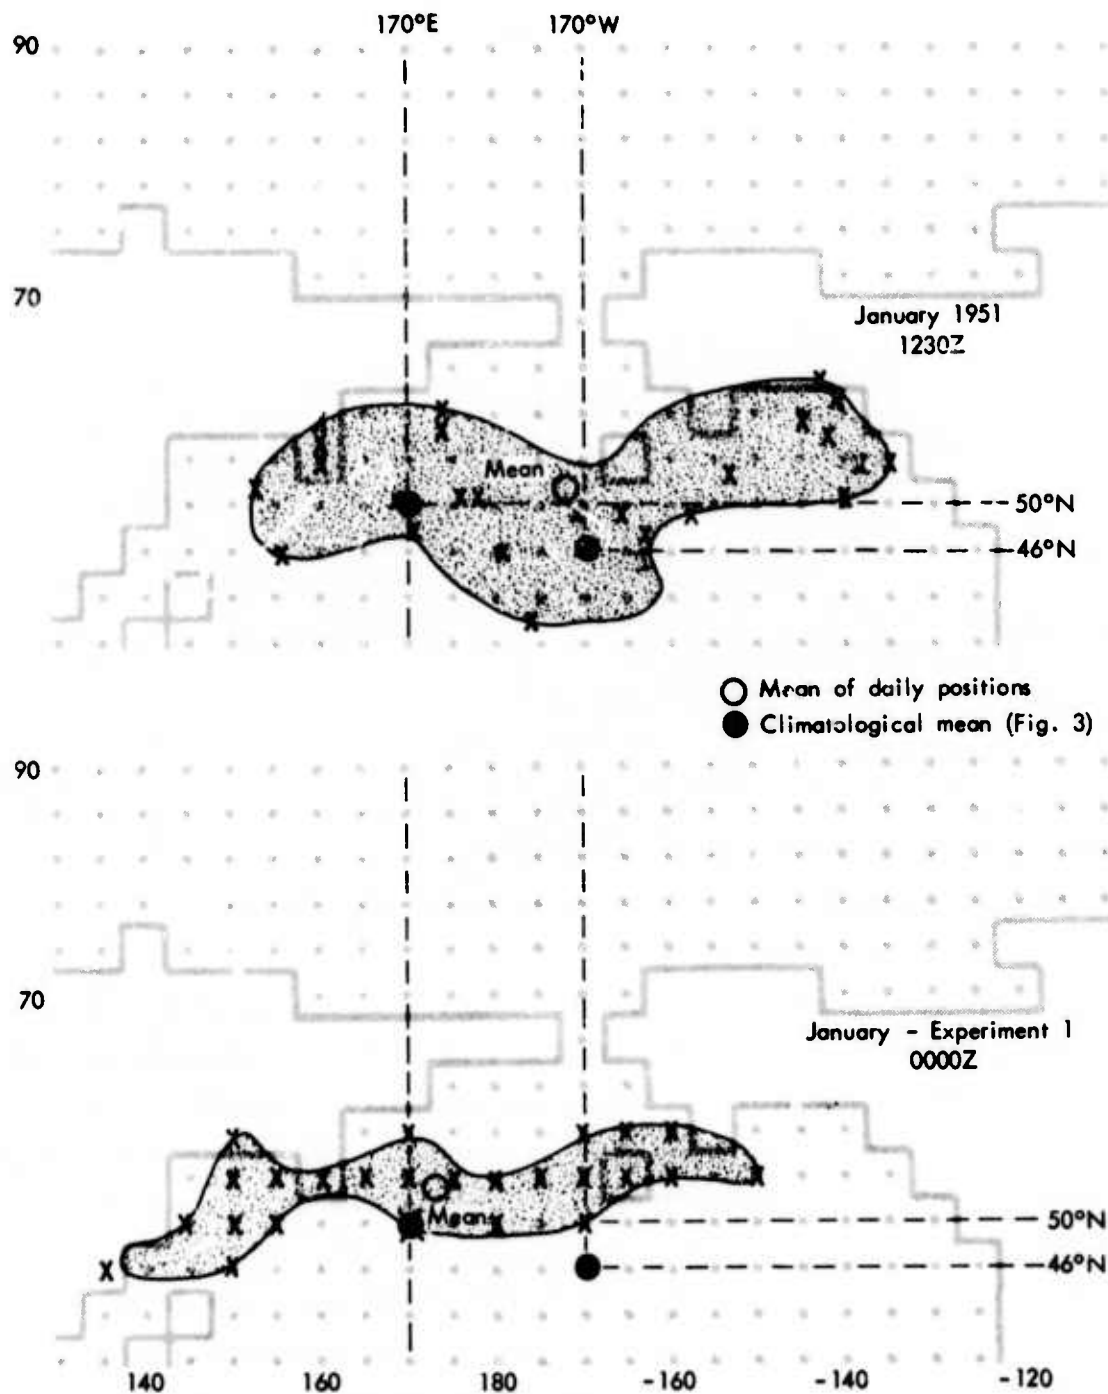 170°E 170°W
90
70
January 1951
1230Z
Mean
50°N
46°N
Mean of daily positions
Climatological mean (Fig. 3)
90
70
January - Experiment 1
0000Z
Mean
50°N
46°N
140 160 180 -160 -140 -120